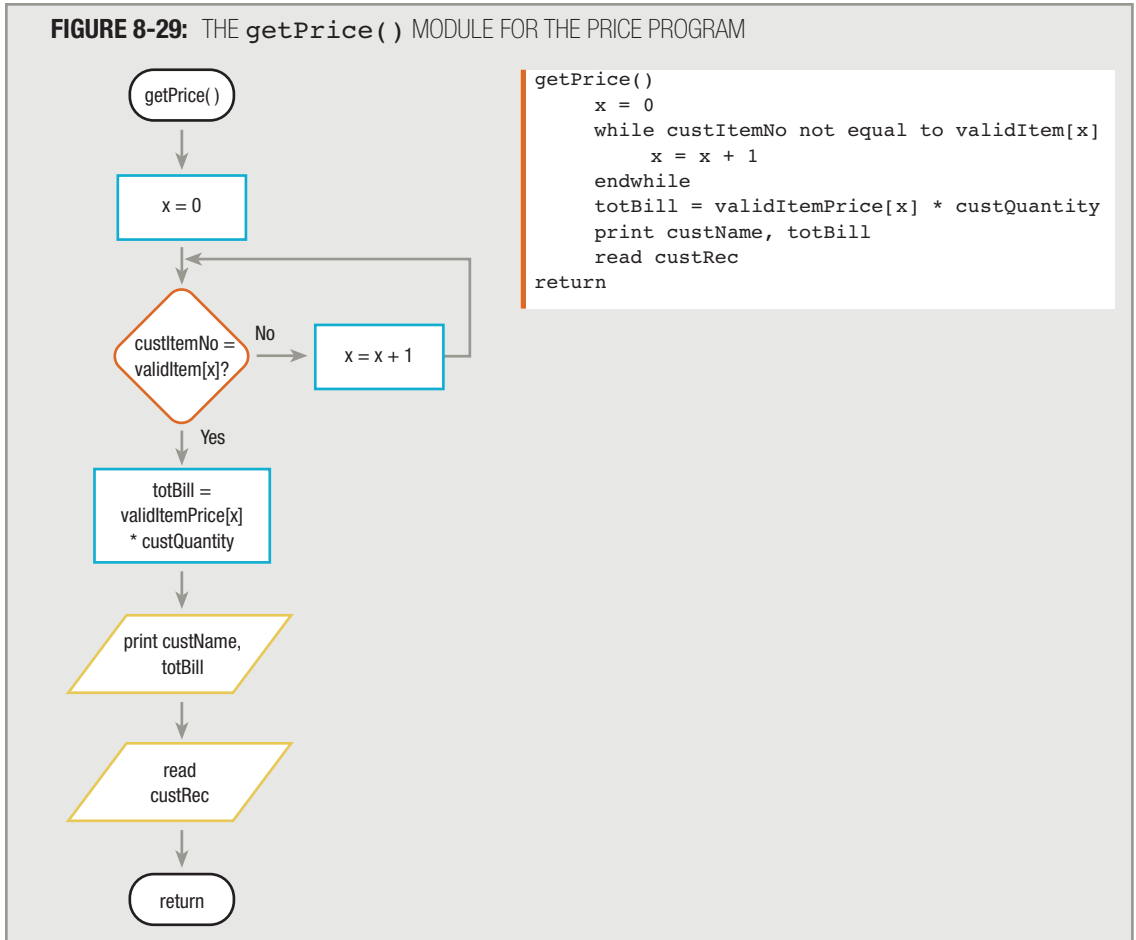 FIGURE 8-29: THE getPrice() MODULE FOR THE PRICE PROGRAM
getPrice( )
x = 0
custItemNo =
validItem[x]?
No
x = x + 1
Yes
totBill =
validItemPrice[x]
* custQuantity
print custName,
totBill
read
custRec
return
getPrice()
x = 0
while custItemNo not equal to validItem[x]
x = x + 1
endwhile
totBill = validItemPrice[x] * custQuantity
print custName, totBill
read custRec
return